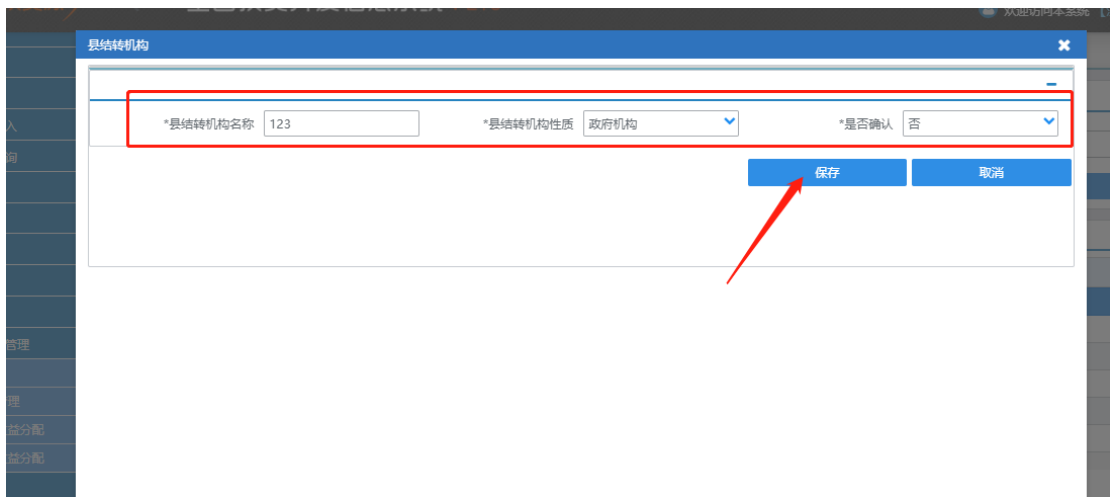 欢迎访问本系统
县结转机构
入
*县结转机构名称 123 *县结转机构性质 政府机构 *是否确认 否
询
保存 取消
管理
理
益分配
益分配